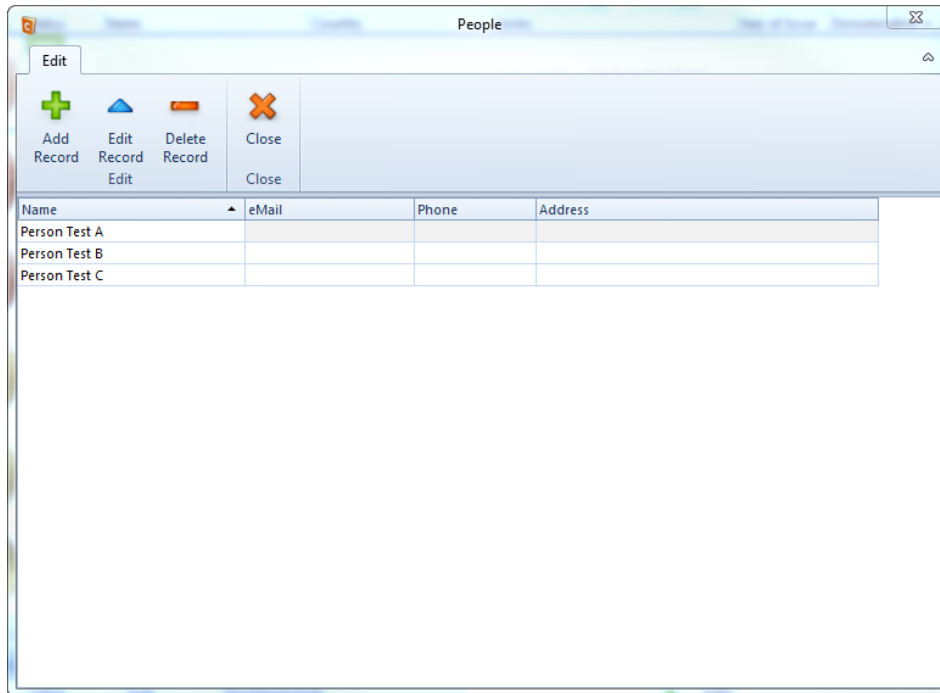 People
Edit
Add Record
Edit Record
Delete Record
Close
Edit
Close
Name eMail Phone Address
Person Test A
Person Test B
Person Test C